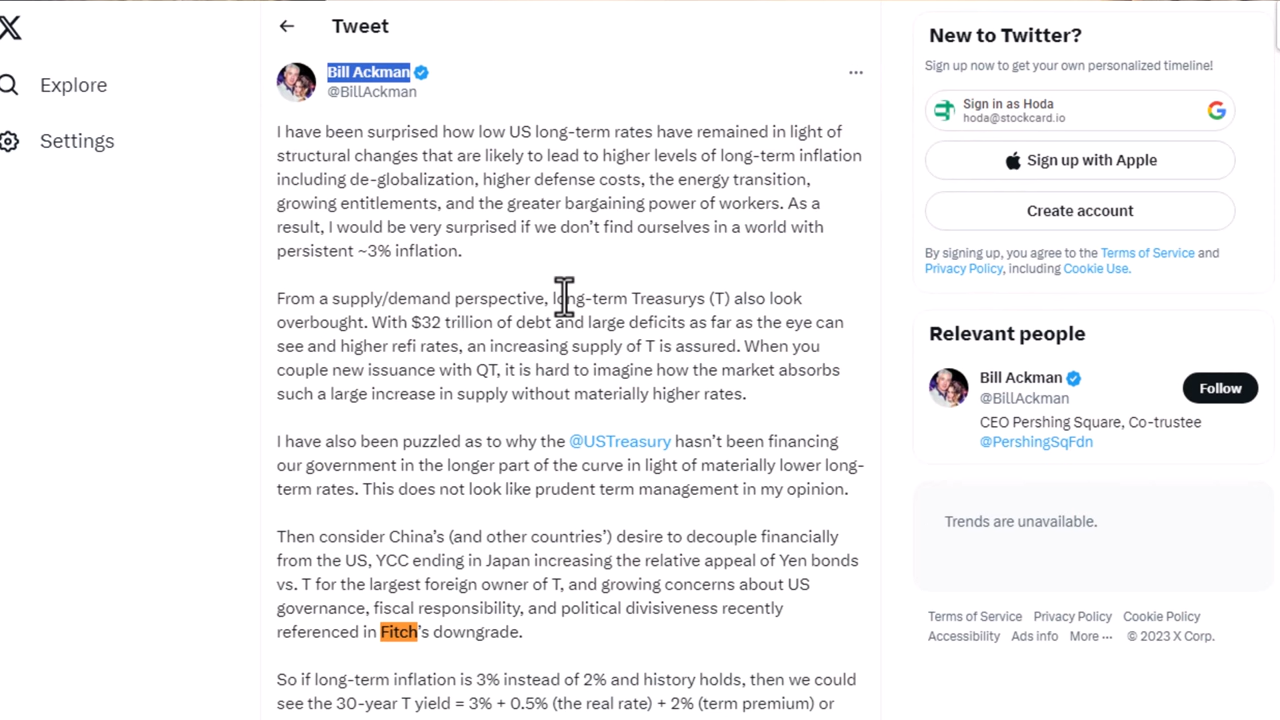 X
Explore
Settings
Tweet
Bill Ackman
@BillAckman
I have been surprised how low US long-term rates have remained in light of
structural changes that are likely to lead to higher levels of long-term inflation
including de-globalization, higher defense costs, the energy transition,
growing entitlements, and the greater bargaining power of workers. As a
result, I would be very surprised if we don’t find ourselves in a world with
persistent ~3% inflation.
From a supply/demand perspective, long-term Treasurys (T) also look
overbought. With $32 trillion of debt and large deficits as far as the eye can
see and higher refi rates, an increasing supply of T is assured. When you
couple new issuance with QT, it is hard to imagine how the market absorbs
such a large increase in supply without materially higher rates.
I have also been puzzled as to why the @USTreasury hasn’t been financing
our government in the longer part of the curve in light of materially lower long-
term rates. This does not look like prudent term management in my opinion.
Then consider China’s (and other countries’) desire to decouple financially
from the US, YCC ending in Japan increasing the relative appeal of Yen bonds
vs. T for the largest foreign owner of T, and growing concerns about US
governance, fiscal responsibility, and political divisiveness recently
referenced in Fitch’s downgrade.
So if long-term inflation is 3% instead of 2% and history holds, then we could
see the 30-year T yield = 3% + 0.5% (the real rate) + 2% (term premium) or
New to Twitter?
Sign up now to get your own personalized timeline!
Sign in as Hoda
hoda@stockcard.io
Sign up with Apple
Create account
By signing up, you agree to the Terms of Service and
Privacy Policy, including Cookie Use.
Relevant people
Bill Ackman
@BillAckman
Follow
CEO Pershing Square, Co-trustee
@PershingSqFdn
Trends are unavailable.
Terms of Service Privacy Policy Cookie Policy
Accessibility Ads info More ··· © 2023 X Corp.